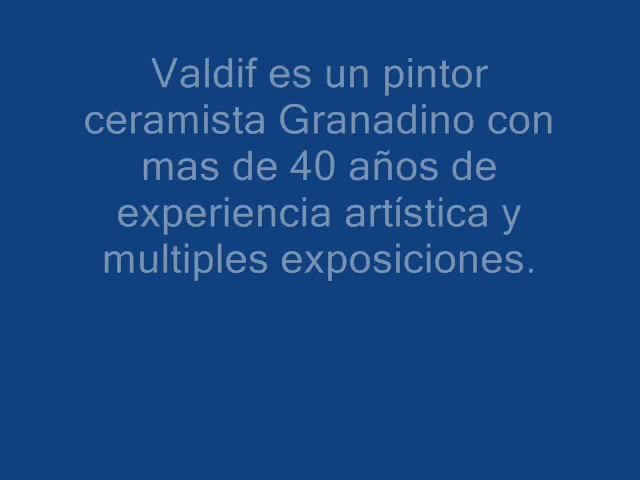 Valdif es un pintor
ceramista Granadino con
mas de 40 años de
experiencia artística y
multiples exposiciones.